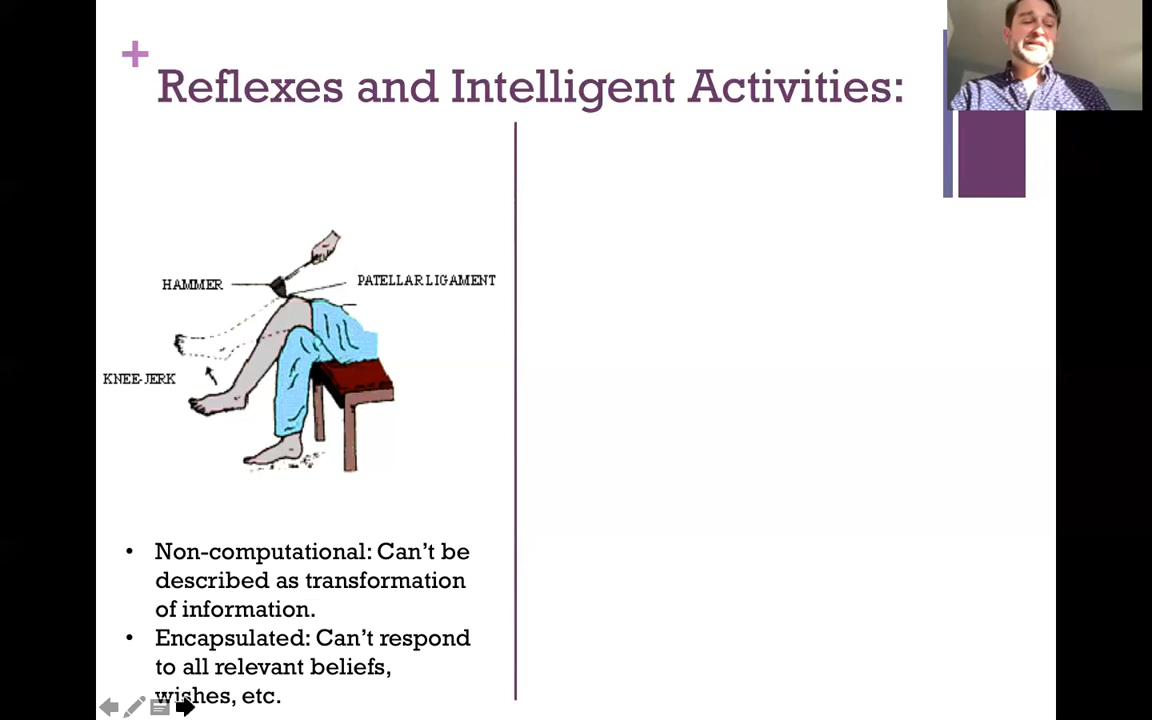 +
Reflexes and Intelligent Activities:
HAMMER
PATELLAR LIGAMENT
KNEE-JERK
• Non-computational: Can’t be
described as transformation
of information.
• Encapsulated: Can’t respond
to all relevant beliefs,
wishes, etc.